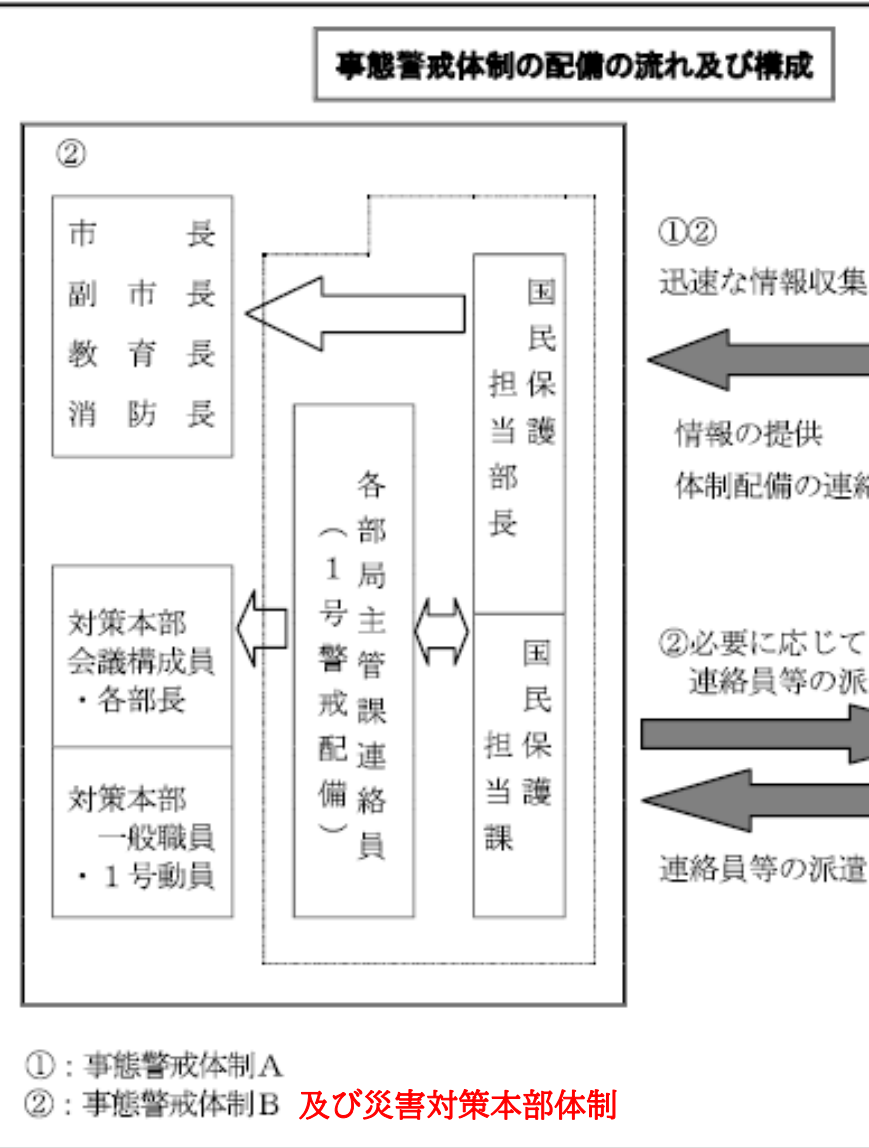 事態警戒体制の配備の流れ及び構成
②
市長
副市長
教育長
消防長
国民保護
担当部長
各部局主管課連絡員
（１号警戒配備）
国民保護
担当課
対策本部
会議構成員
・各部長
対策本部
一般職員
・１号動員
①②
迅速な情報収集
情報の提供
体制配備の連絡
②必要に応じて
連絡員等の派
連絡員等の派遣
①：事態警戒体制Ａ
②：事態警戒体制Ｂ 及び災害対策本部体制